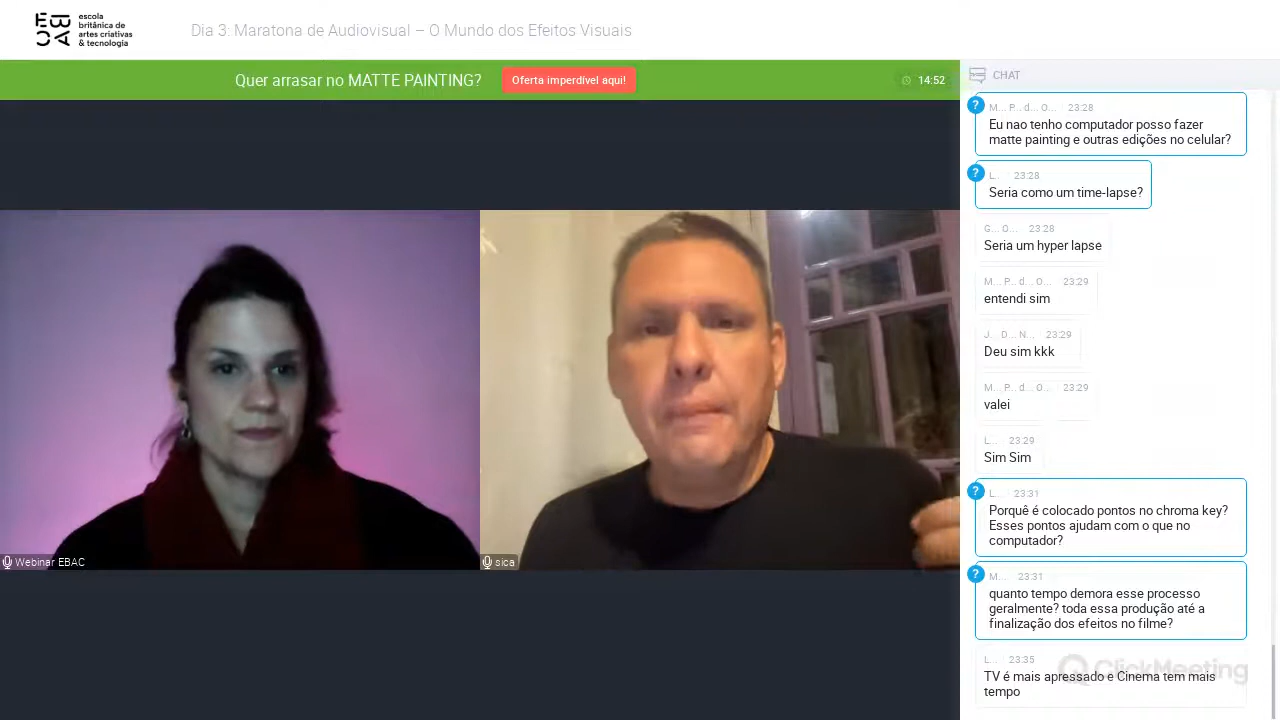 EBAC
escola
britânica de
artes criativas
& tecnologia
Dia 3: Maratona de Audiovisual – O Mundo dos Efeitos Visuais
Quer arrasar no MATTE PAINTING?
Oferta imperdível aqui!
14:52
Webinar EBAC
sica
CHAT
? M... P... d... O... 23:28
Eu nao tenho computador posso fazer
matte painting e outras edições no celular?
? L... 23:28
Seria como um time-lapse?
G... O... 23:28
Seria um hyper lapse
M... P... d... O... 23:29
entendi sim
J. D... N... 23:29
Deu sim kkk
M... P... d... O... 23:29
valei
L... 23:29
Sim Sim
? L... 23:31
Porquê é colocado pontos no chroma key?
Esses pontos ajudam com o que no
computador?
? M... 23:31
quanto tempo demora esse processo
geralmente? toda essa produção até a
finalização dos efeitos no filme?
L... 23:35
TV é mais apressado e Cinema tem mais
tempo
ClickMeeting